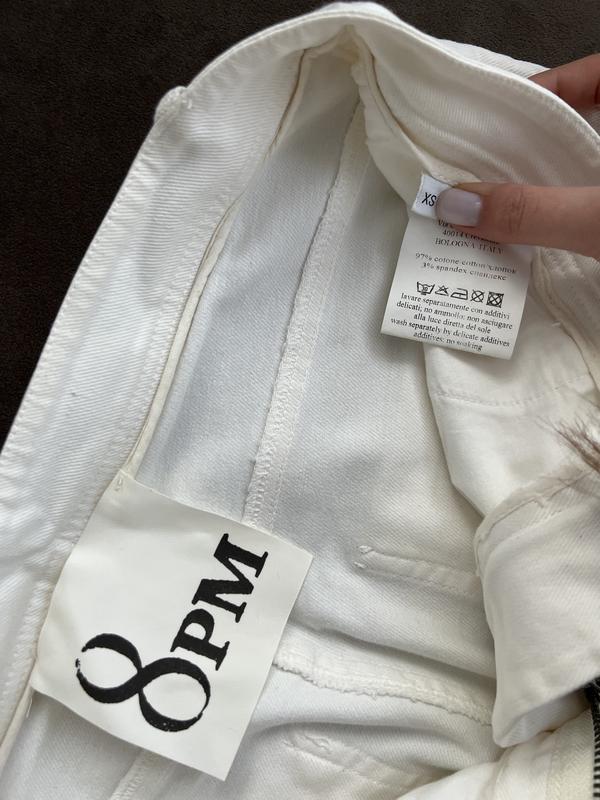 XS
BOLOGNA ITALY
97% cotone cotton хлопок
3% spandex спандекс
lavare separatamente con additivi
delicati; no ammollo; non asciugare
alla luce diretta del sole
wash separately by delicate additives
additives; no soaking
8PM